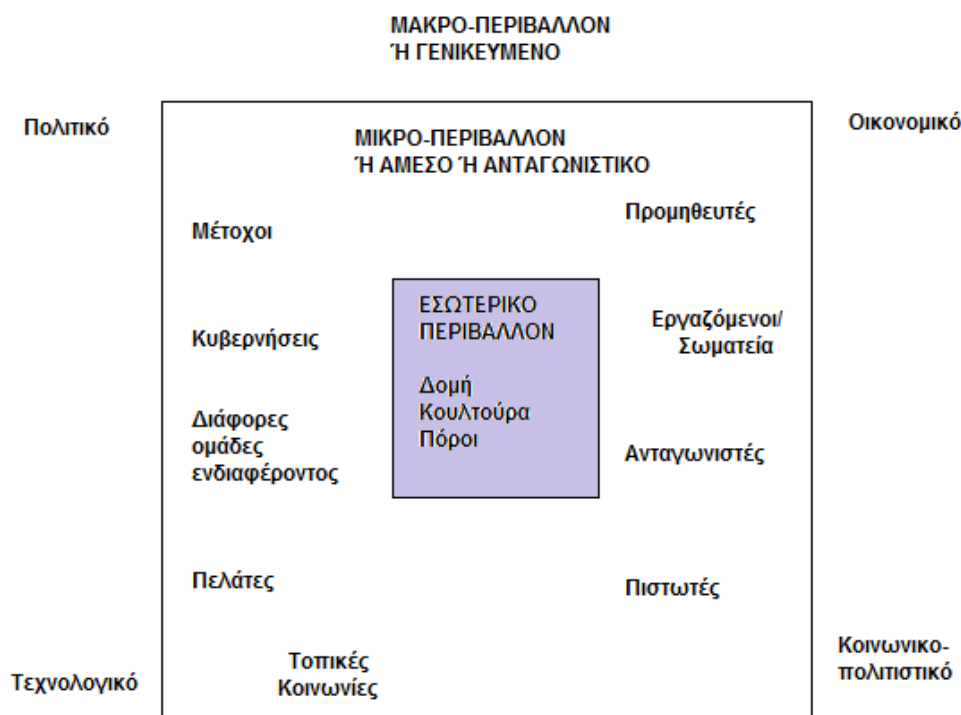 ΜΑΚΡΟ-ΠΕΡΙΒΑΛΛΟΝ
Ή ΓΕΝΙΚΕΥΜΕΝΟ
Πολιτικό
Οικονομικό
ΜΙΚΡΟ-ΠΕΡΙΒΑΛΛΟΝ
Ή ΑΜΕΣΟ Ή ΑΝΤΑΓΩΝΙΣΤΙΚΟ
Μέτοχοι
Προμηθευτές
Κυβερνήσεις
ΕΣΩΤΕΡΙΚΟ
ΠΕΡΙΒΑΛΛΟΝ
Δομή
Κουλτούρα
Πόροι
Εργαζόμενοι/
Σωματεία
Διάφορες
ομάδες
ενδιαφέροντος
Ανταγωνιστές
Πελάτες
Πιστωτές
Τοπικές
Κοινωνίες
Τεχνολογικό
Κοινωνικο-
πολιτιστικό